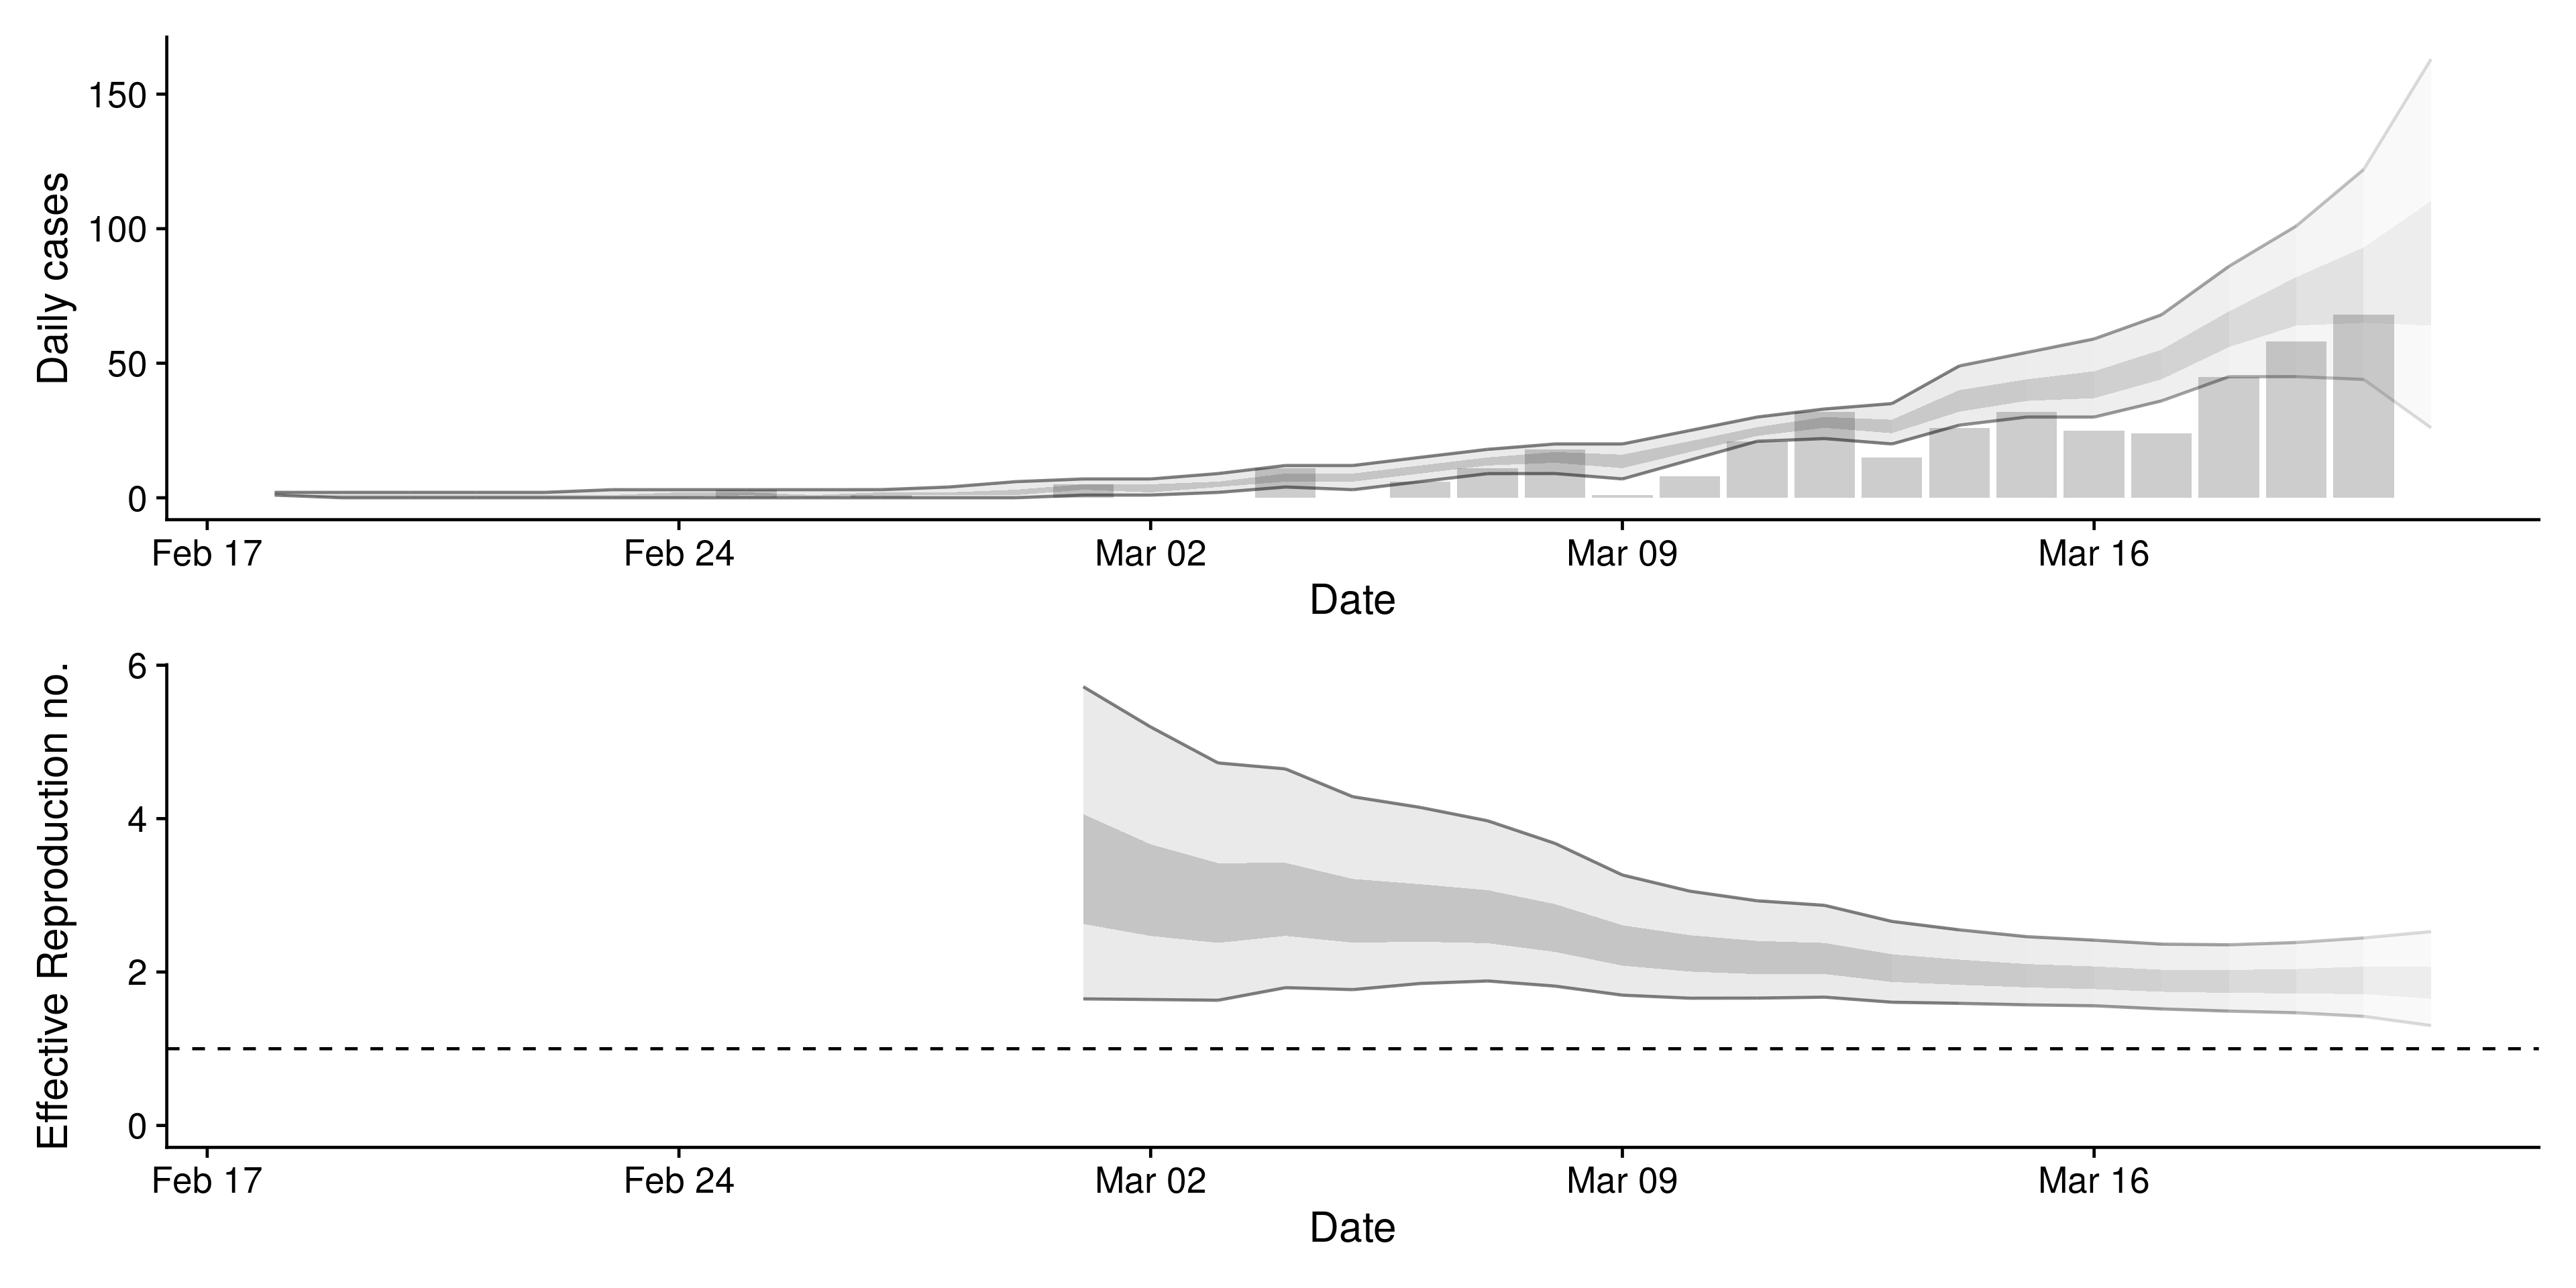 Daily cases
150
100
50
0
Feb 17 Feb 24 Mar 02 Mar 09 Mar 16
Date
Effective Reproduction no.
6
4
2
0
Feb 17 Feb 24 Mar 02 Mar 09 Mar 16
Date